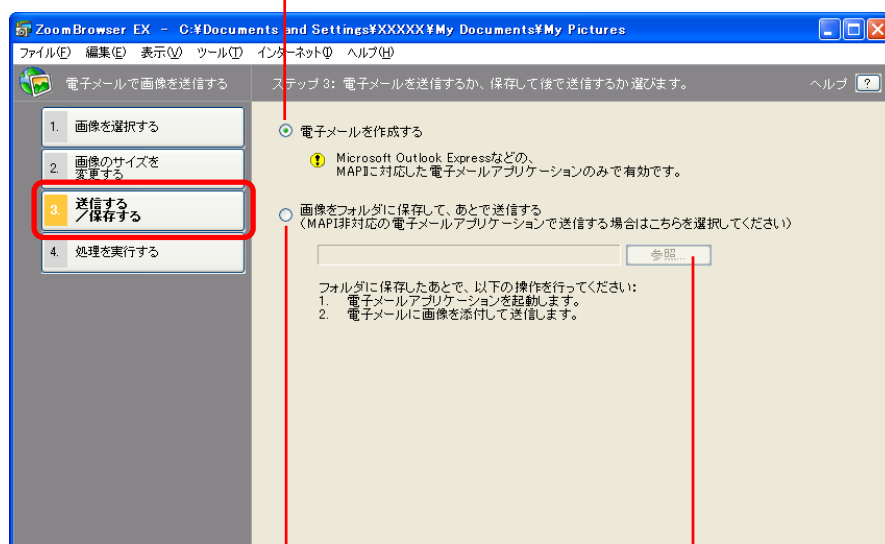 ZoomBrowser EX - C:¥Documents and Settings¥XXXXX¥My Documents¥My Pictures
ファイル(F) 編集(E) 表示(V) ツール(T) インターネット(I) ヘルプ(H)
電子メールで画像を送信する ステップ 3: 電子メールを送信するか、保存して後で送信するか選びます。 ヘルプ ?
1. 画像を選択する
2. 画像のサイズを
変更する
3. 送信する
／保存する
4. 処理を実行する
電子メールを作成する
Microsoft Outlook Expressなどの、
MAPIに対応した電子メールアプリケーションのみで有効です。
画像をフォルダに保存して、あとで送信する
(MAPI非対応の電子メールアプリケーションで送信する場合はこちらを選択してください)
参照...
フォルダに保存したあとで、以下の操作を行ってください:
1. 電子メールアプリケーションを起動します。
2. 電子メールに画像を添付して送信します。